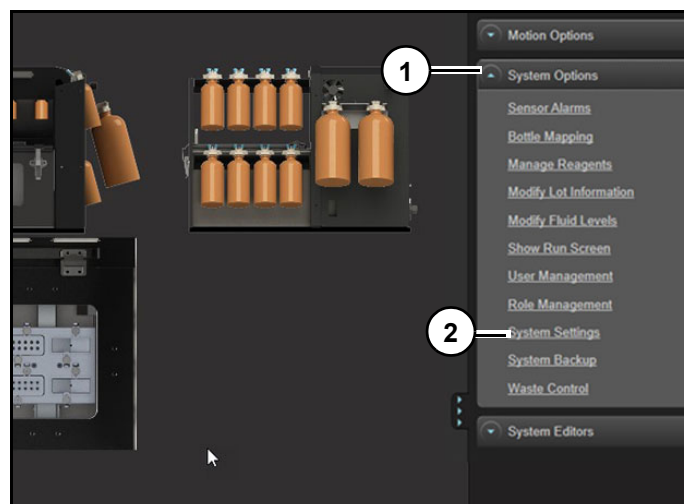 Motion Options
1
System Options
Sensor Alarms
Bottle Mapping
Manage Reagents
Modify Lot Information
Modify Fluid Levels
Show Run Screen
User Management
Role Management
2
System Settings
System Backup
Waste Control
System Editors